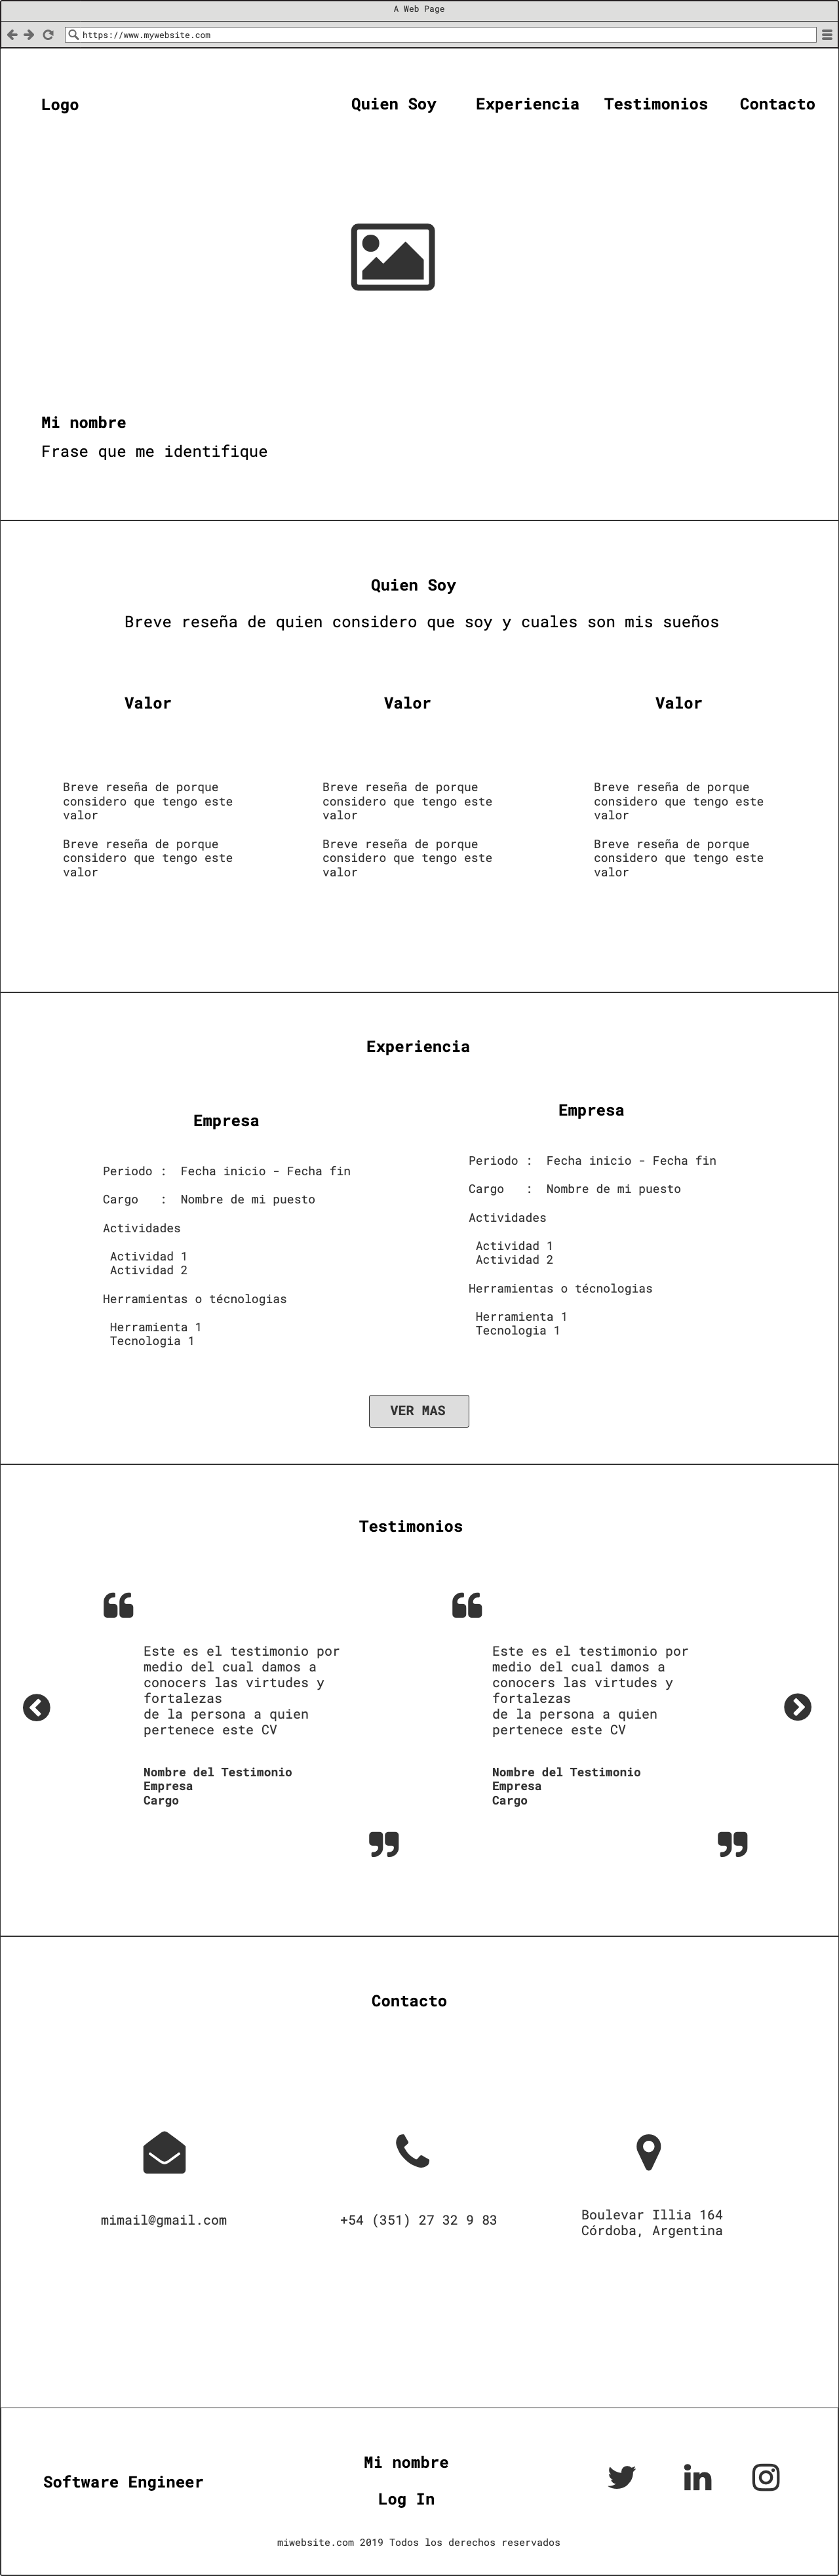 A Web Page
https://www.mywebsite.com
Logo
Quien Soy
Experiencia
Testimonios
Contacto
Mi nombre
Frase que me identifique
Quien Soy
Breve reseña de quien considero que soy y cuales son mis sueños
Valor
Breve reseña de porque
considero que tengo este
valor
Breve reseña de porque
considero que tengo este
valor
Valor
Breve reseña de porque
considero que tengo este
valor
Breve reseña de porque
considero que tengo este
valor
Valor
Breve reseña de porque
considero que tengo este
valor
Breve reseña de porque
considero que tengo este
valor
Experiencia
Empresa
Periodo : Fecha inicio - Fecha fin
Cargo : Nombre de mi puesto
Actividades
Actividad 1
Actividad 2
Herramientas o técnologias
Herramienta 1
Tecnologia 1
Empresa
Periodo : Fecha inicio - Fecha fin
Cargo : Nombre de mi puesto
Actividades
Actividad 1
Actividad 2
Herramientas o técnologias
Herramienta 1
Tecnologia 1
VER MAS
Testimonios
Este es el testimonio por
medio del cual damos a
conocers las virtudes y
fortalezas
de la persona a quien
pertenece este CV
Nombre del Testimonio
Empresa
Cargo
Este es el testimonio por
medio del cual damos a
conocers las virtudes y
fortalezas
de la persona a quien
pertenece este CV
Nombre del Testimonio
Empresa
Cargo
Contacto
mimail@gmail.com
+54 (351) 27 32 9 83
Boulevar Illia 164
Córdoba, Argentina
Software Engineer
Mi nombre
Log In
miwebsite.com 2019 Todos los derechos reservados